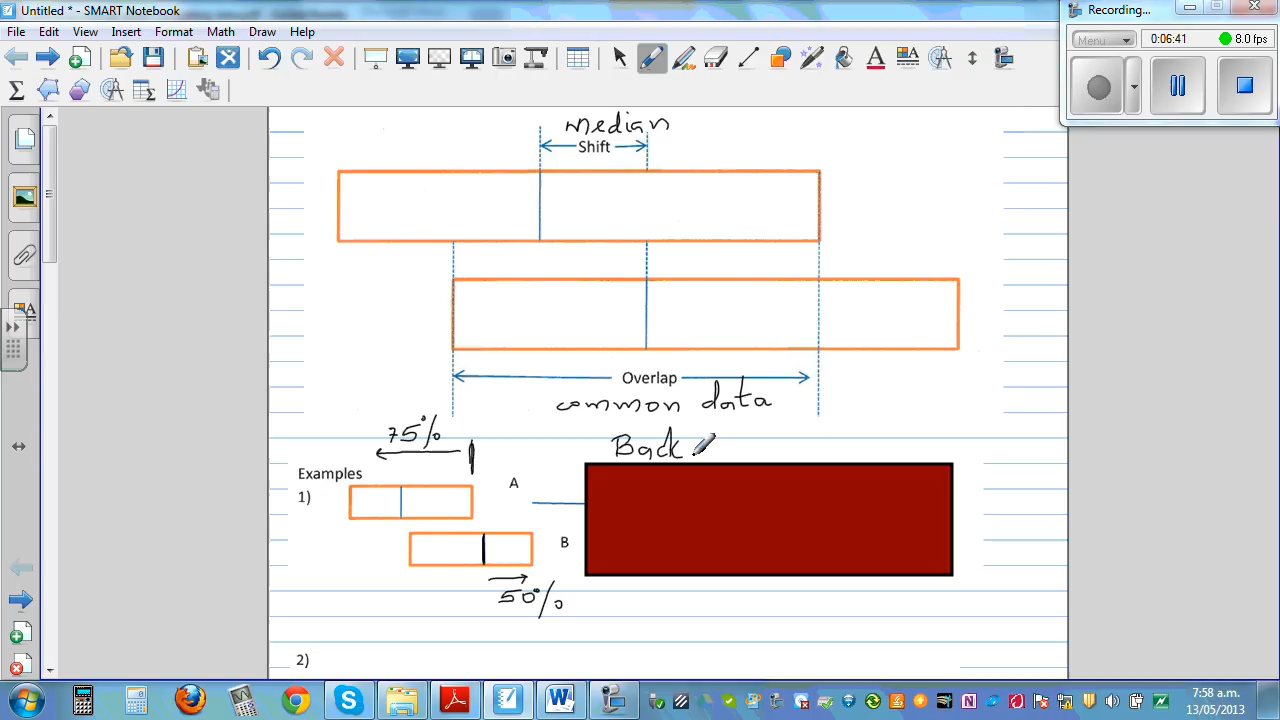 Untitled * - SMART Notebook
Recording...
File Edit View Insert Format Math Draw Help
Menu
0:06:41
8.0 fps
Median
Shift
Overlap
common data
75%
Back
Examples
1)
A
B
50%
2)
7:58 a.m.
13/05/2013